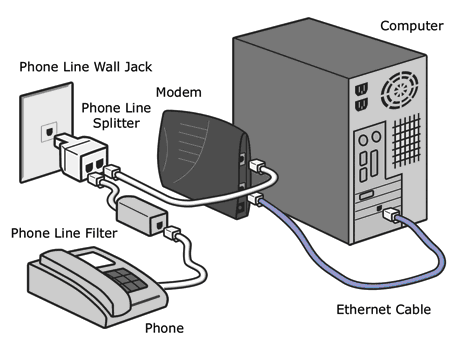 Computer
Phone Line Wall Jack
Modem
Phone Line
Splitter
Phone Line Filter
Ethernet Cable
Phone